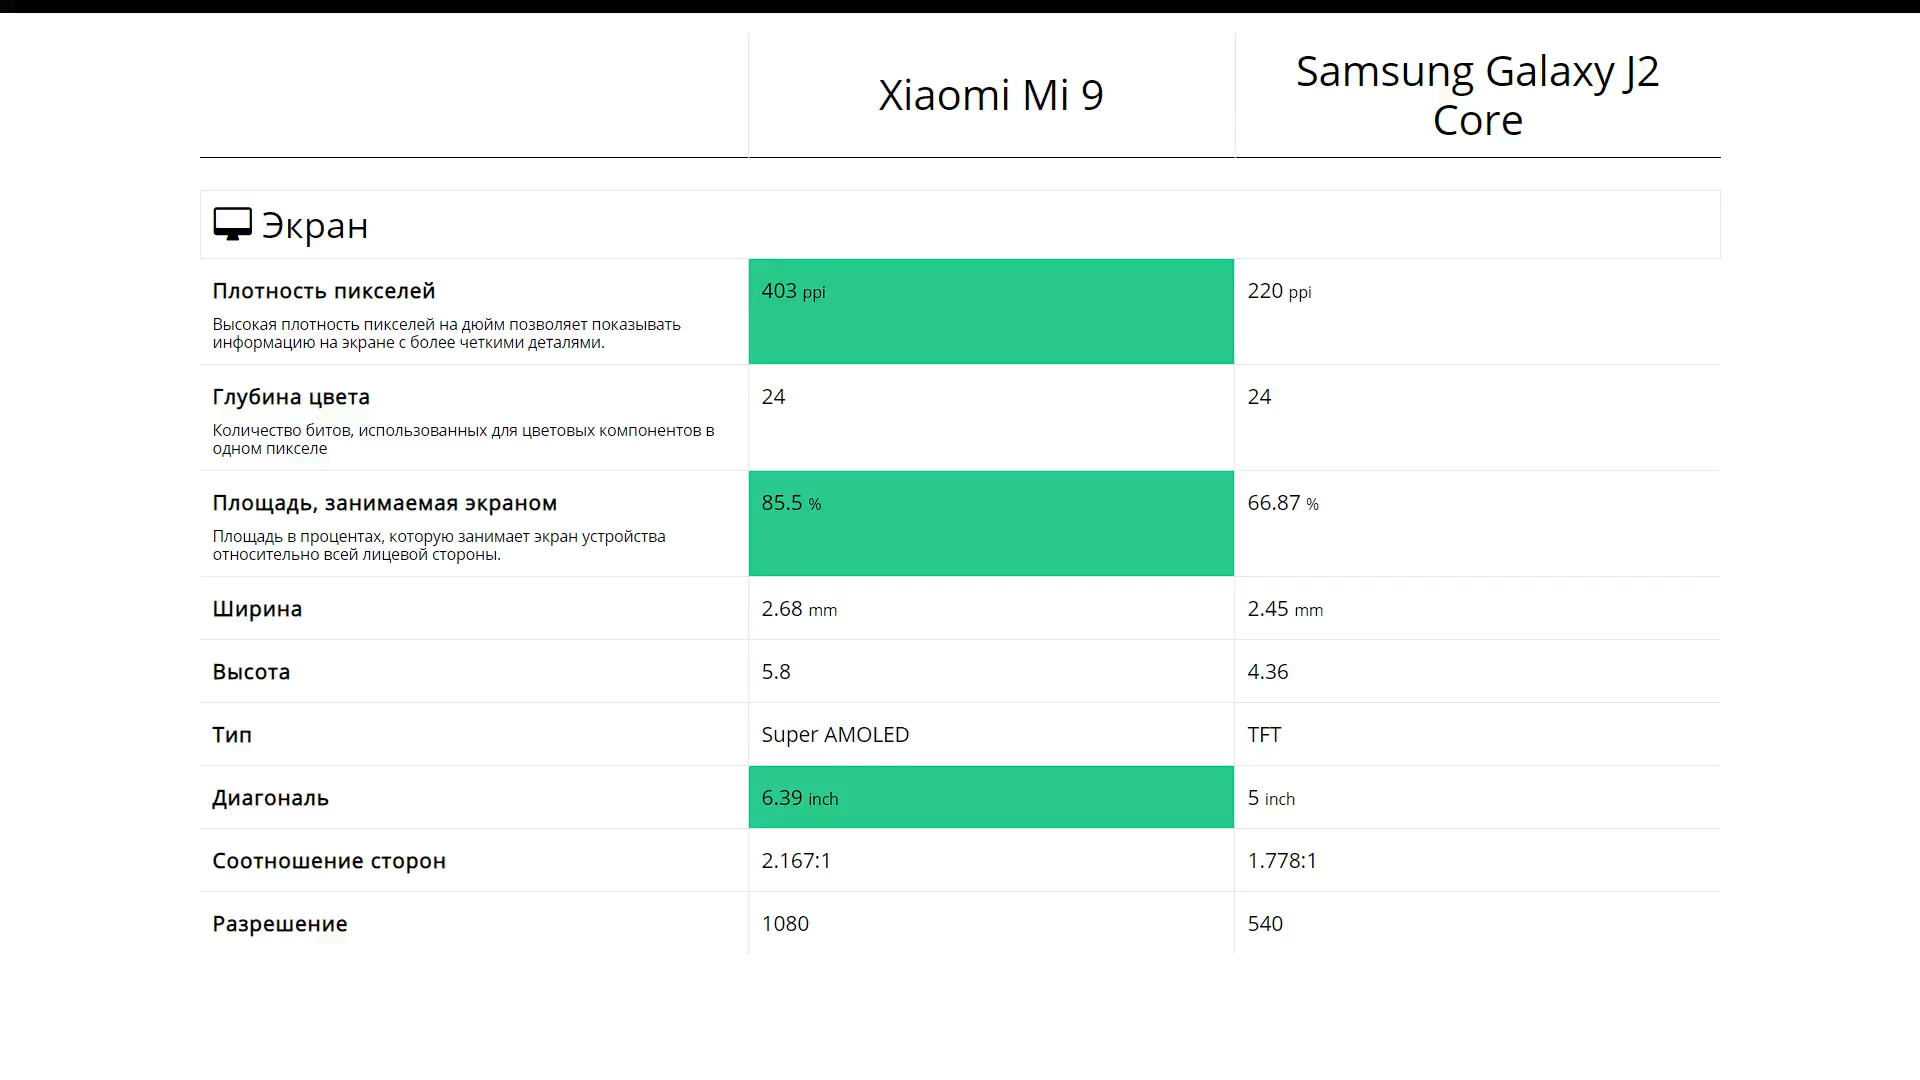 Xiaomi Mi 9
Samsung Galaxy J2
Core
Экран
Плотность пикселей
403 ppi
220 ppi
Высокая плотность пикселей на дюйм позволяет показывать
информацию на экране с более четкими деталями.
Глубина цвета
24
24
Количество битов, использованных для цветовых компонентов в
одном пикселе
Площадь, занимаемая экраном
85.5 %
66.87 %
Площадь в процентах, которую занимает экран устройства
относительно всей лицевой стороны.
Ширина
2.68 mm
2.45 mm
Высота
5.8
4.36
Тип
Super AMOLED
TFT
Диагональ
6.39 inch
5 inch
Соотношение сторон
2.167:1
1.778:1
Разрешение
1080
540